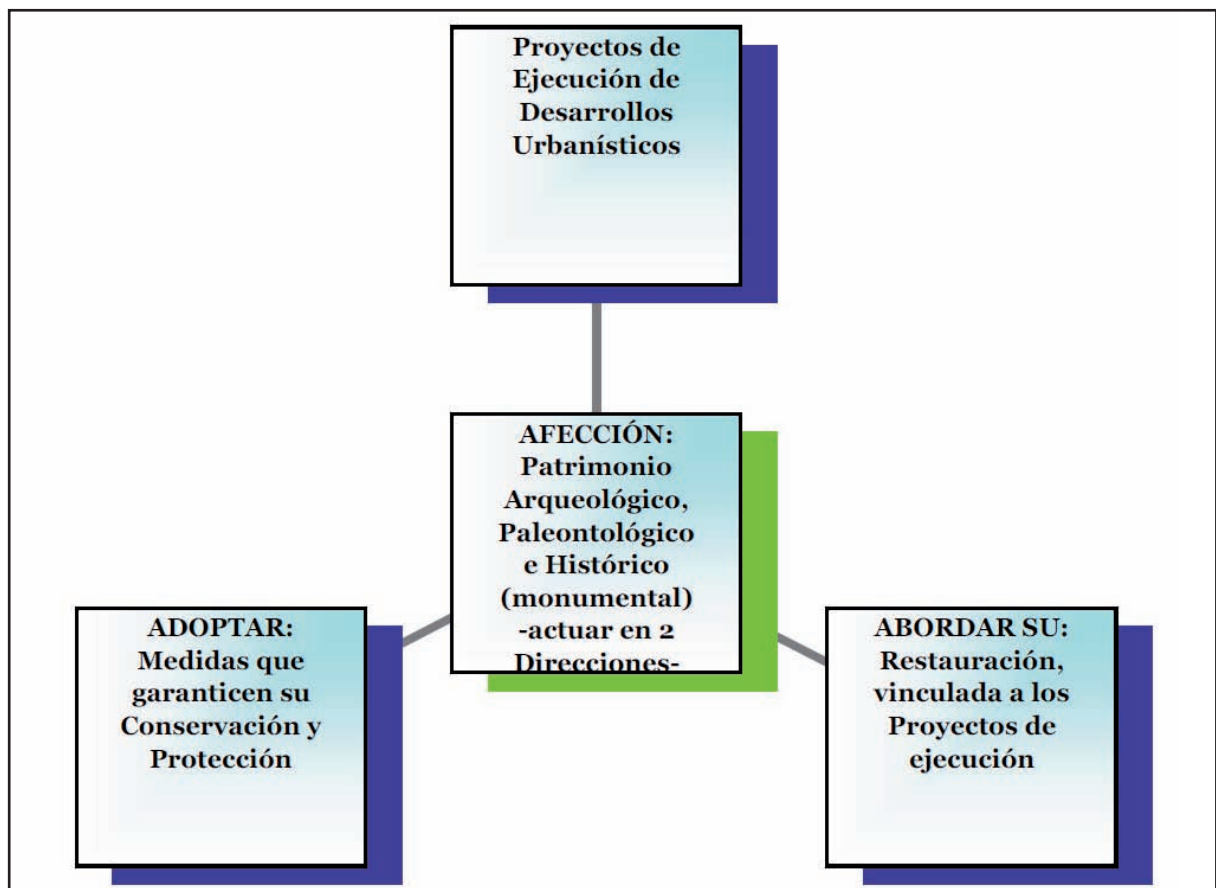 Proyectos de
Ejecución de
Desarrollos
Urbanísticos
AFECCIÓN:
Patrimonio
Arqueológico,
Paleontológico
e Histórico
(monumental)
-actuar en 2
Direcciones-
ADOPTAR:
Medidas que
garanticen su
Conservación y
Protección
ABORDAR SU:
Restauración,
vinculada a los
Proyectos de
ejecución